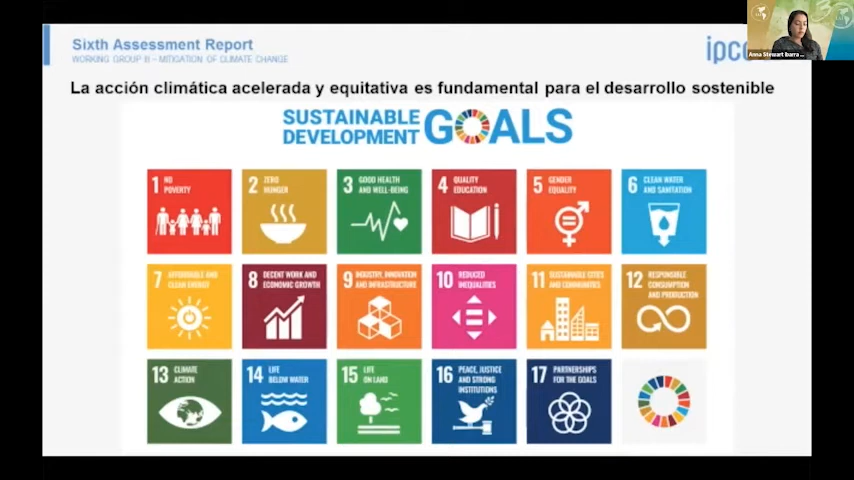 Sixth Assessment Report
WORKING GROUP III – MITIGATION OF CLIMATE CHANGE
ipcc
Anna Stewart Ibarra ...
La acción climática acelerada y equitativa es fundamental para el desarrollo sostenible
SUSTAINABLE
DEVELOPMENT
GOALS
1 NO
POVERTY
2 ZERO
HUNGER
3 GOOD HEALTH
AND WELL-BEING
4 QUALITY
EDUCATION
5 GENDER
EQUALITY
6 CLEAN WATER
AND SANITATION
7 AFFORDABLE AND
CLEAN ENERGY
8 DECENT WORK AND
ECONOMIC GROWTH
9 INDUSTRY, INNOVATION
AND INFRASTRUCTURE
10 REDUCED
INEQUALITIES
11 SUSTAINABLE CITIES
AND COMMUNITIES
12 RESPONSIBLE
CONSUMPTION
AND PRODUCTION
13 CLIMATE
ACTION
14 LIFE
BELOW WATER
15 LIFE
ON LAND
16 PEACE, JUSTICE
AND STRONG
INSTITUTIONS
17 PARTNERSHIPS
FOR THE GOALS